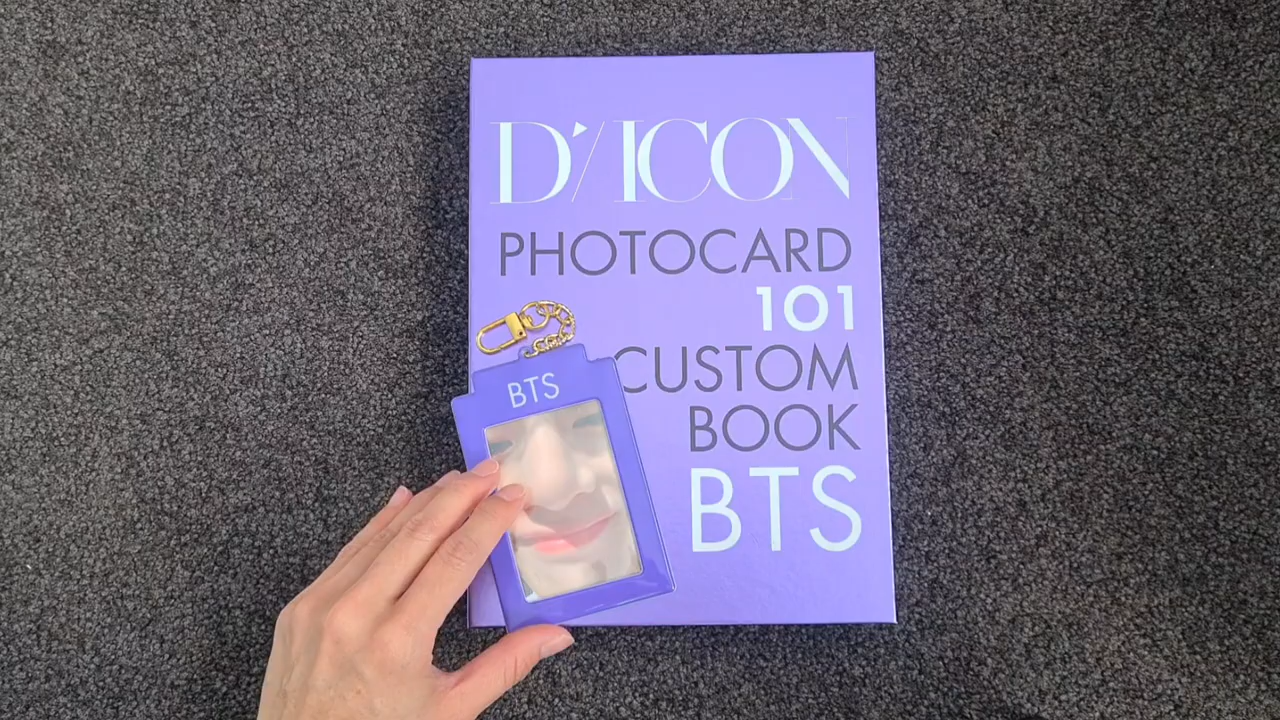 D'/ICON
PHOTOCARD
101
CUSTOM
BOOK
BTS
BTS